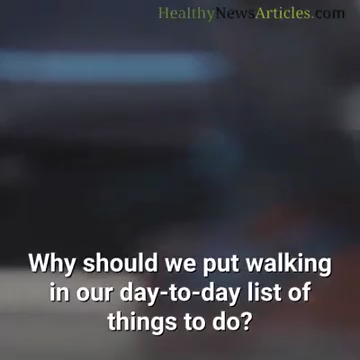 HealthyNewsArticles.com
Why should we put walking
in our day-to-day list of
things to do?